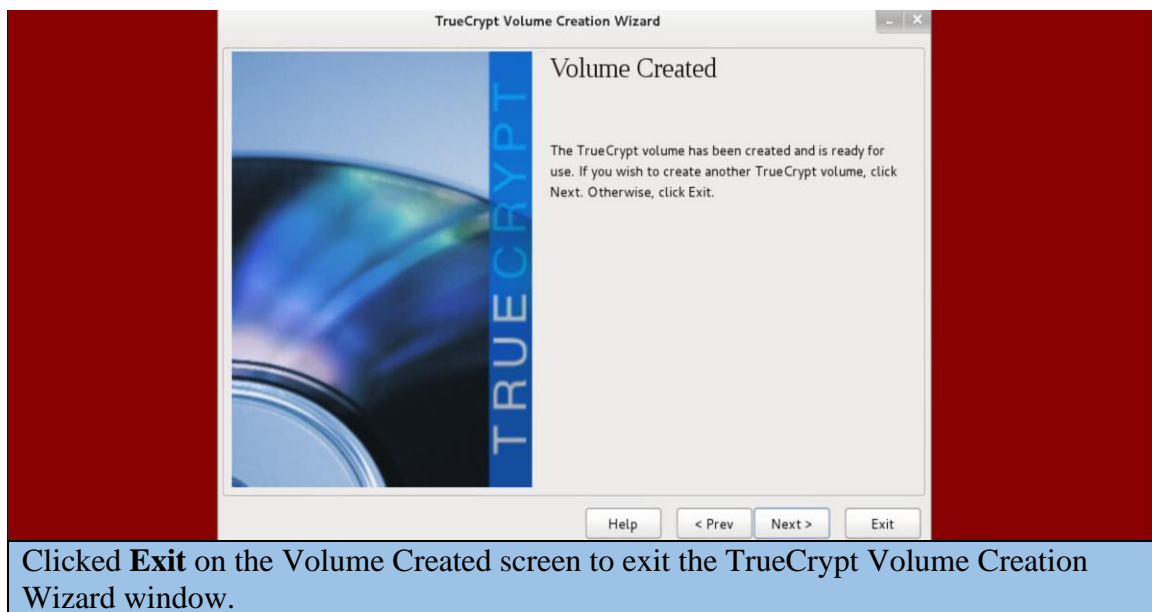 TrueCrypt Volume Creation Wizard
Volume Created
TRUECRYPT
The TrueCrypt volume has been created and is ready for
use. If you wish to create another TrueCrypt volume, click
Next. Otherwise, click Exit.
Help < Prev Next > Exit
Clicked Exit on the Volume Created screen to exit the TrueCrypt Volume Creation
Wizard window.